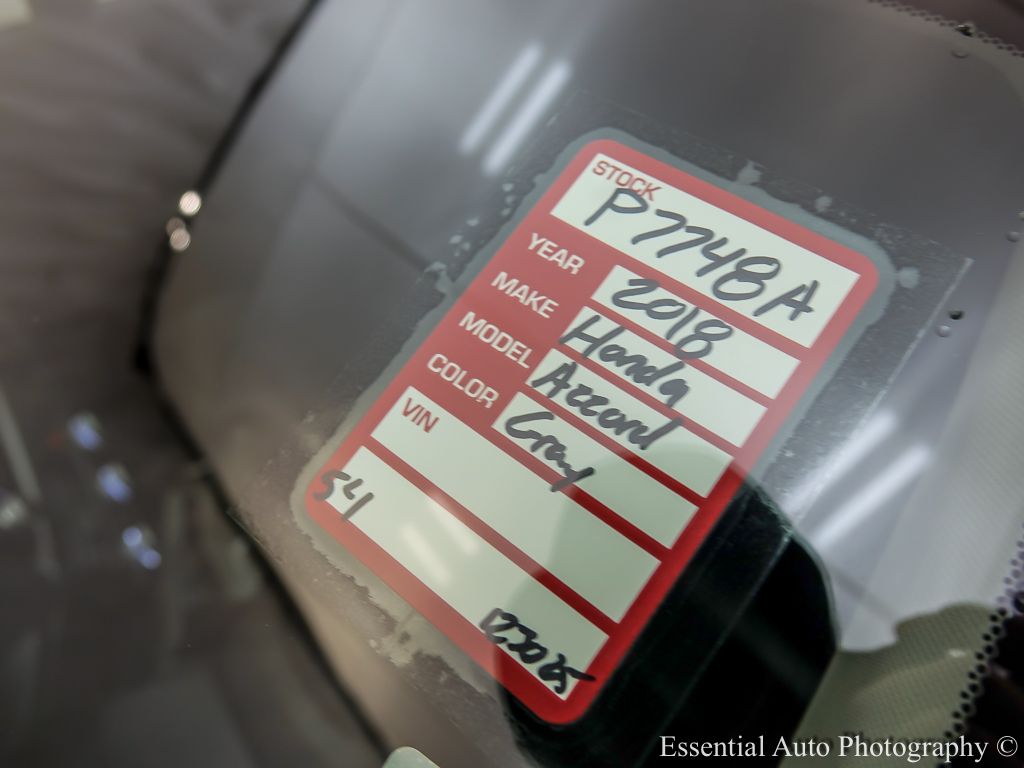 STOCK
P7748A
YEAR 2018
MAKE Honda
MODEL Accord
COLOR Gray
VIN
54
Essential Auto Photography ©